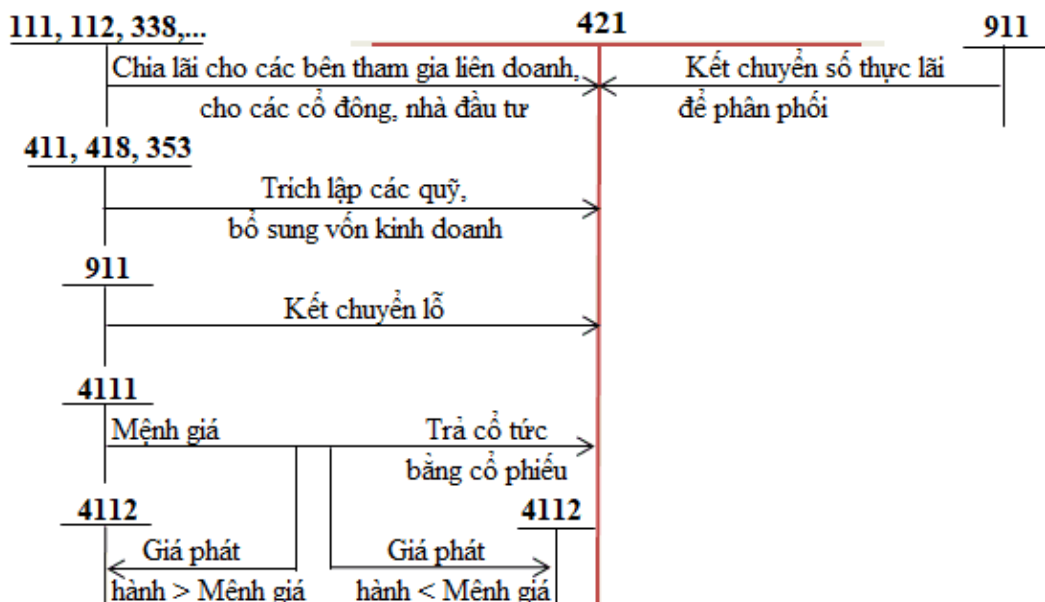 111, 112, 338,...
421
911
Chia lãi cho các bên tham gia liên doanh,
cho các cổ đông, nhà đầu tư
Kết chuyển số thực lãi
để phân phối
411, 418, 353
Trích lập các quỹ,
bổ sung vốn kinh doanh
911
Kết chuyển lỗ
4111
Mệnh giá
Trả cổ tức
bằng cổ phiếu
4112
4112
Giá phát
hành > Mệnh giá
Giá phát
hành < Mệnh giá